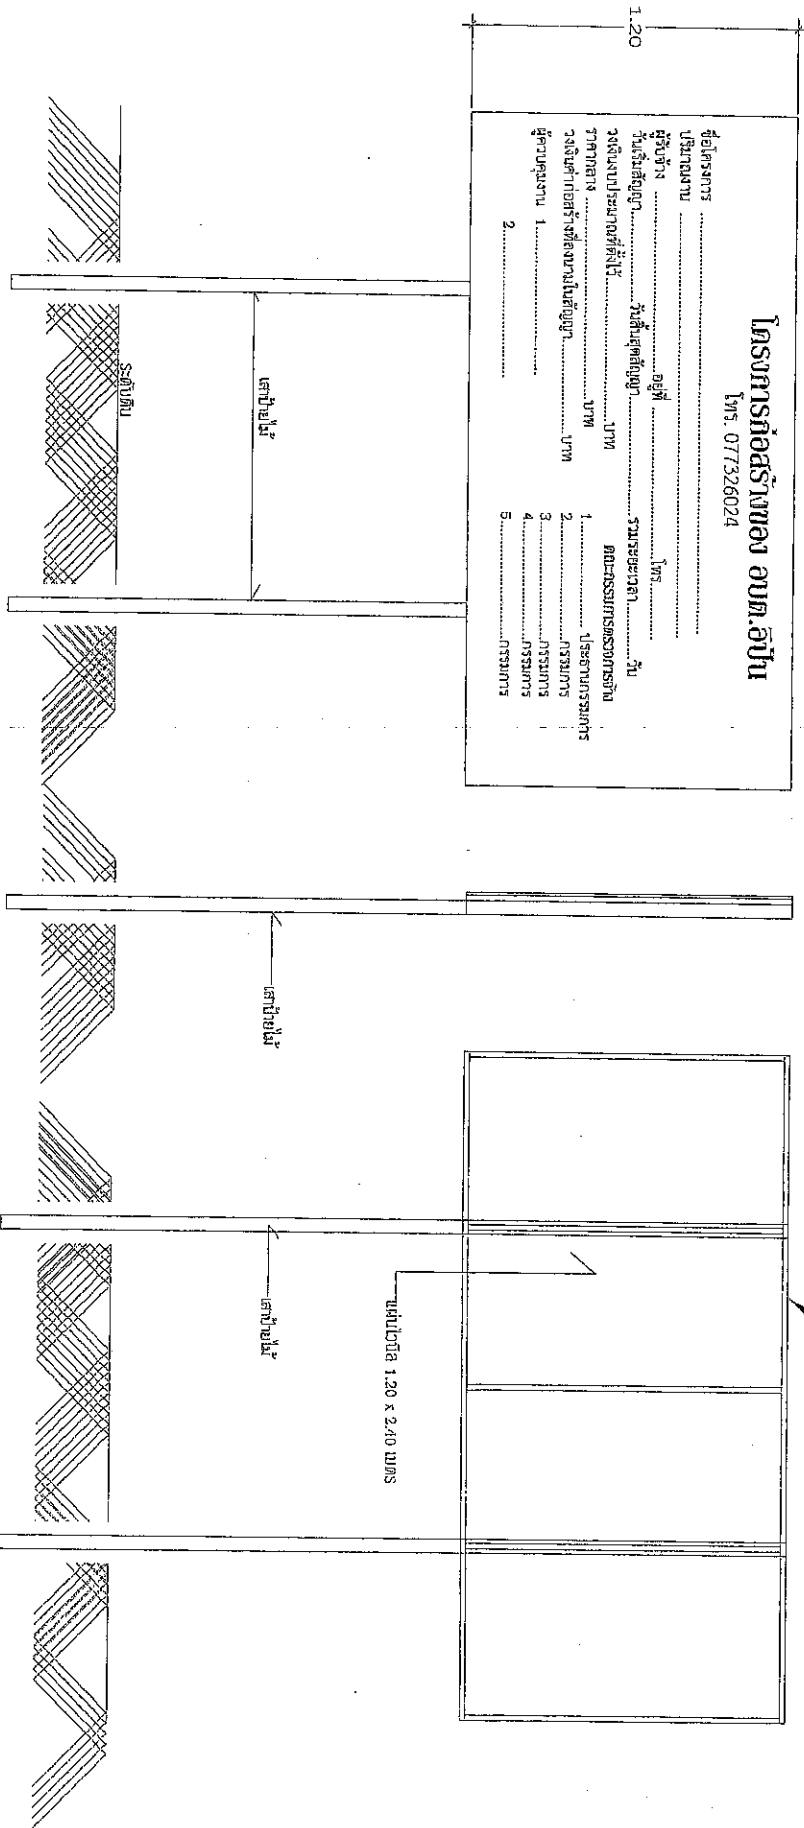 โครงการก่อสร้างของ อบต.อิปัน
โทร. 077326024
ชื่อโครงการ ........................................
ปริมาณงาน ........................................
ผู้รับจ้าง .................... อยู่ที่ .................... โทร ....................
วันเริ่มสัญญา .................... วันสิ้นสุดสัญญา .................... รวมระยะเวลา .......... วัน
วงเงินงบประมาณที่ตั้งไว้ .................... บาท
ราคากลาง .................... บาท
วงเงินค่าก่อสร้างที่ลงนามในสัญญา .................... บาท
ผู้ควบคุมงาน 1 ....................
2 ....................
คณะกรรมการตรวจการจ้าง
1 .................... ประธานกรรมการ
2 .................... กรรมการ
3 .................... กรรมการ
4 .................... กรรมการ
5 .................... กรรมการ
1.20
เสาป้ายไม้
ระดับดิน
เสาป้ายไม้
เสาป้ายไม้
แผ่นไวนิล 1.20 x 2.40 เมตร